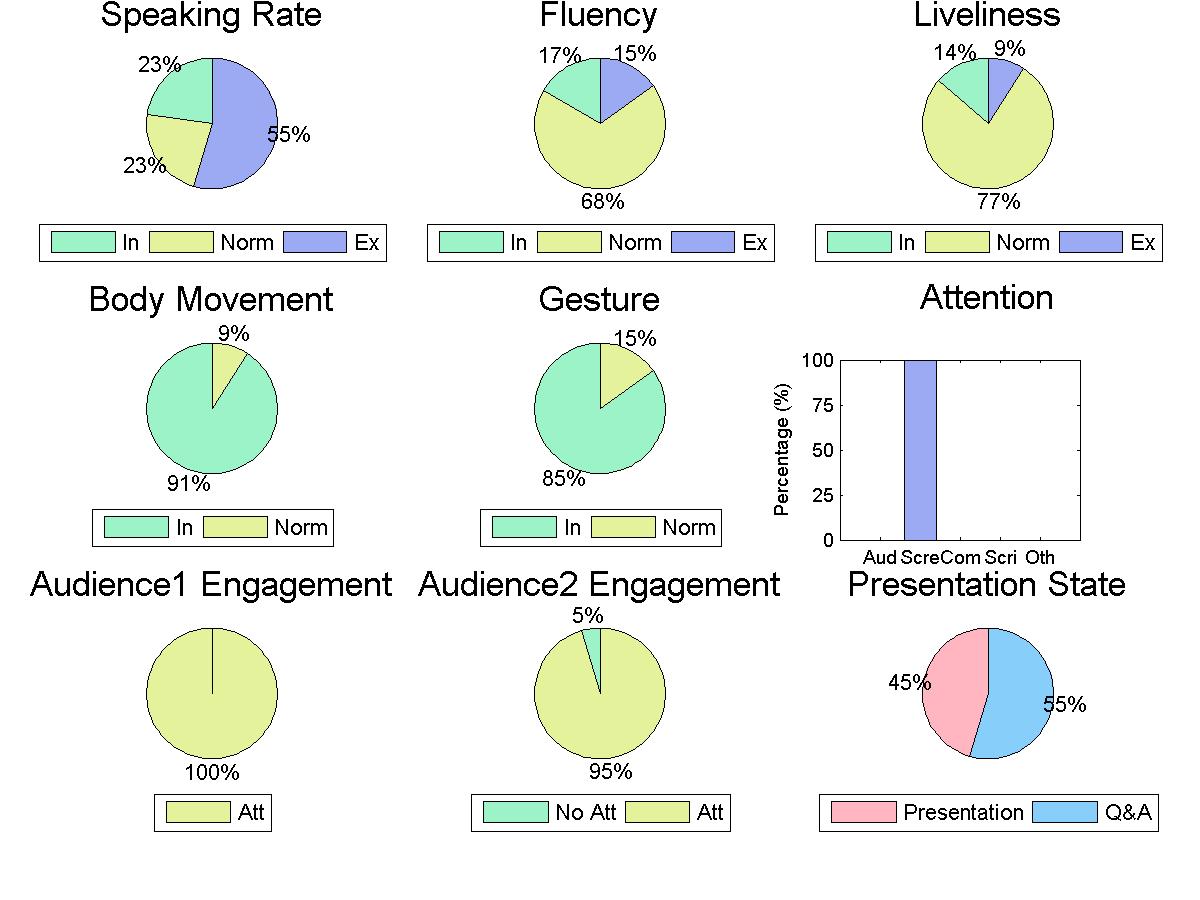 Speaking Rate
23%
55%
23%
In Norm Ex
Fluency
17% 15%
68%
In Norm Ex
Liveliness
14% 9%
77%
In Norm Ex
Body Movement
9%
91%
In Norm
Gesture
15%
85%
In Norm
Attention
Percentage (%)
100
75
50
25
0
Aud Scre Com Scri Oth
Audience1 Engagement
100%
Att
Audience2 Engagement
5%
95%
No Att Att
Presentation State
45%
55%
Presentation Q&A